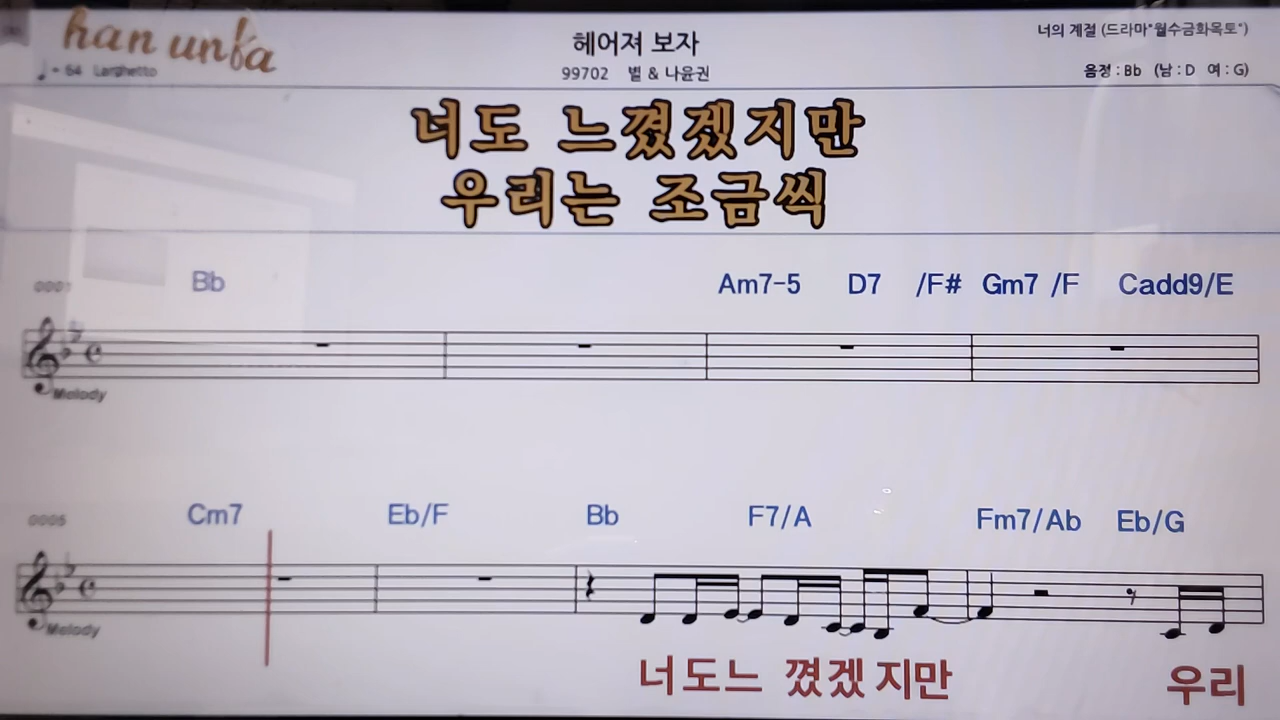 han unfa
♩= 64 Larghetto
헤어져 보자
99702 별 & 나윤권
너의 계절 (드라마"월수금화목토")
음정 : Bb (남 : D 여 : G)
너도 느꼈겠지만
우리는 조금씩
0001
Bb Am7-5 D7 /F# Gm7 /F Cadd9/E
Melody
0005
Cm7 Eb/F Bb F7/A Fm7/Ab Eb/G
Melody
너도느 꼈겠 지만 우리